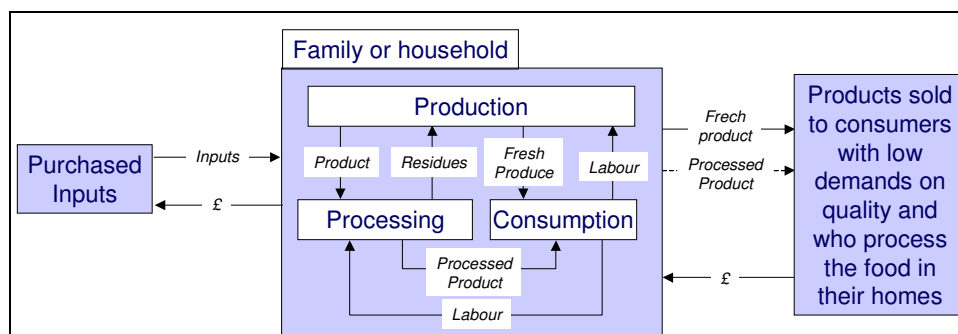 Family or household
Production
Product
Residues
Fresh
Produce
Labour
Processing
Consumption
Processed
Product
Labour
Purchased
Inputs
Inputs
£
Frech
product
Processed
Product
£
Products sold
to consumers
with low
demands on
quality and
who process
the food in
their homes